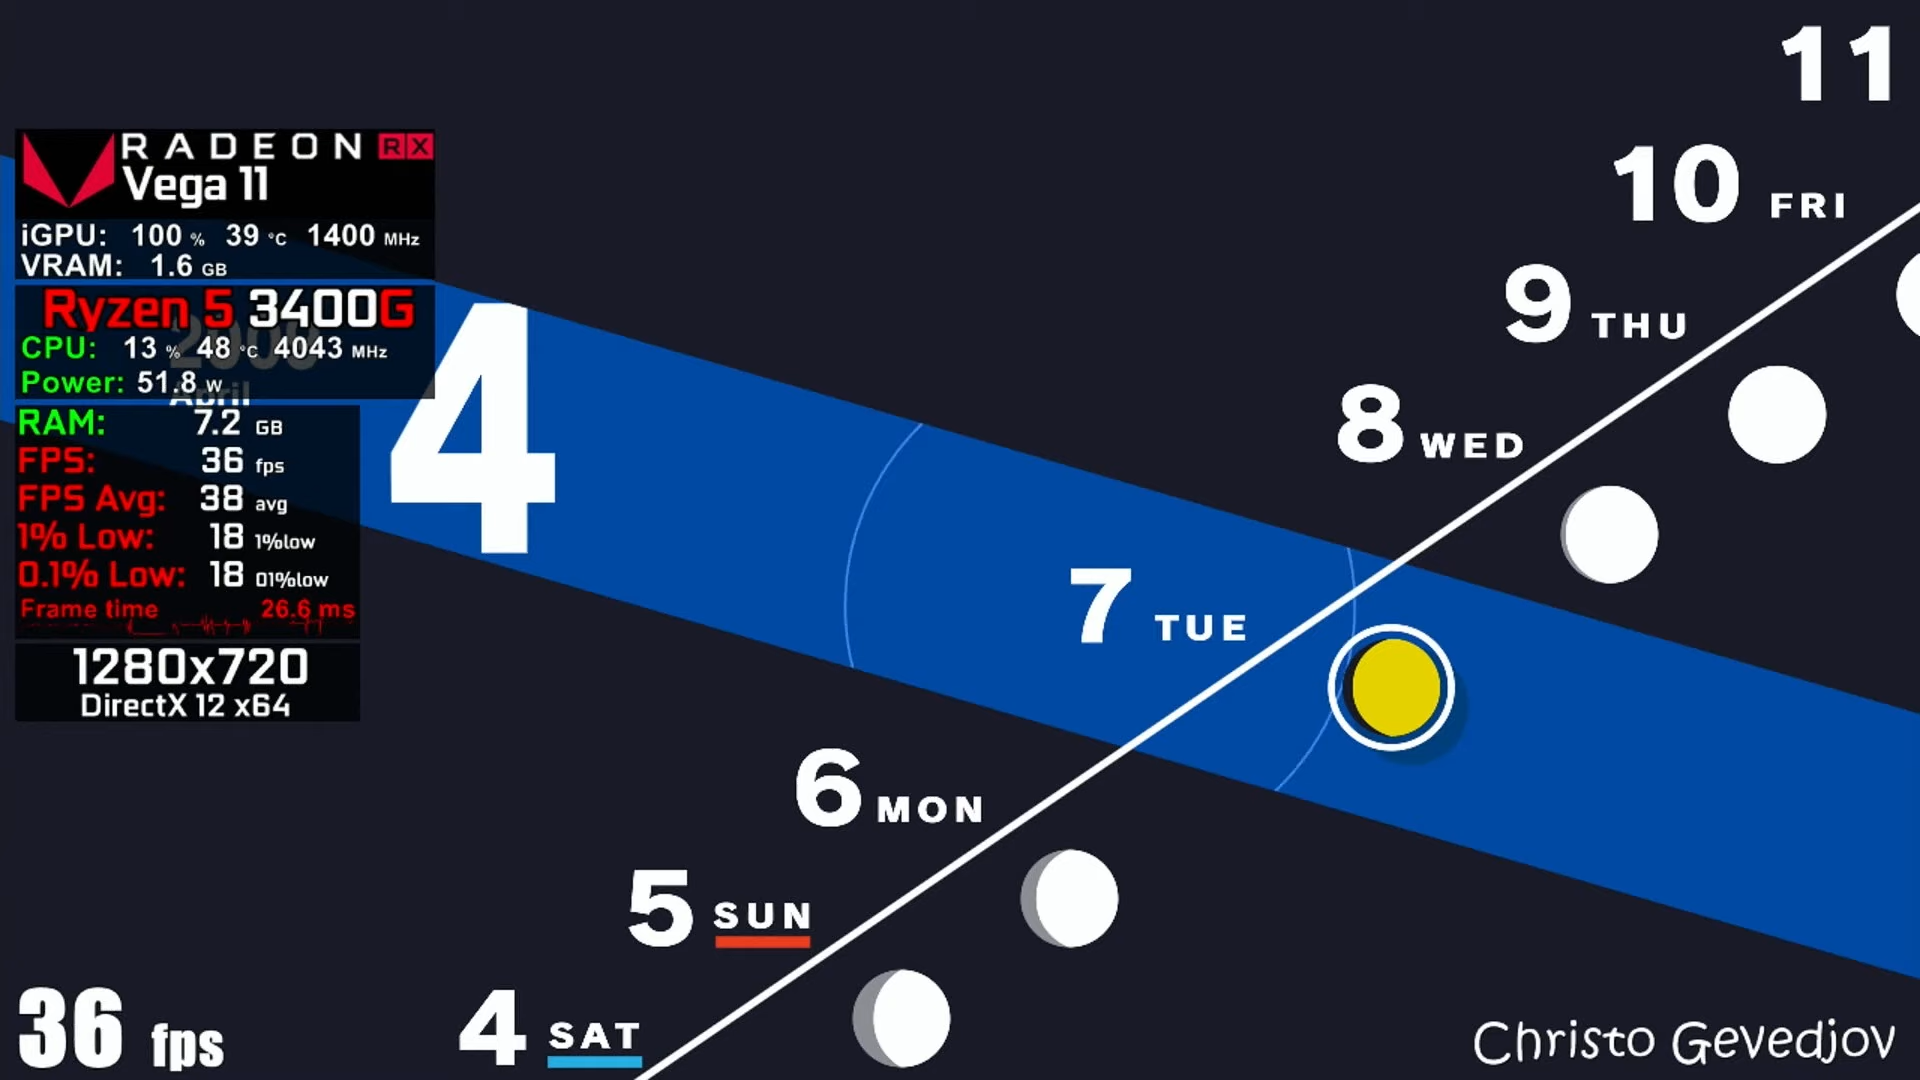 11
RADEON RX
Vega 11
10 FRI
iGPU: 100 % 39 °C 1400 MHz
VRAM: 1.6 GB
9 THU
Ryzen 5 3400G
2009
CPU: 13 % 48 °C 4043 MHz
Power: 51.8 W
April
4
8 WED
RAM: 7.2 GB
FPS: 36 fps
FPS Avg: 38 avg
1% Low: 18 1%low
0.1% Low: 18 01%low
Frame time 26.6 ms
7 TUE
1280x720
DirectX 12 x64
6 MON
5 SUN
4 SAT
36 fps
Christo Gevedjov